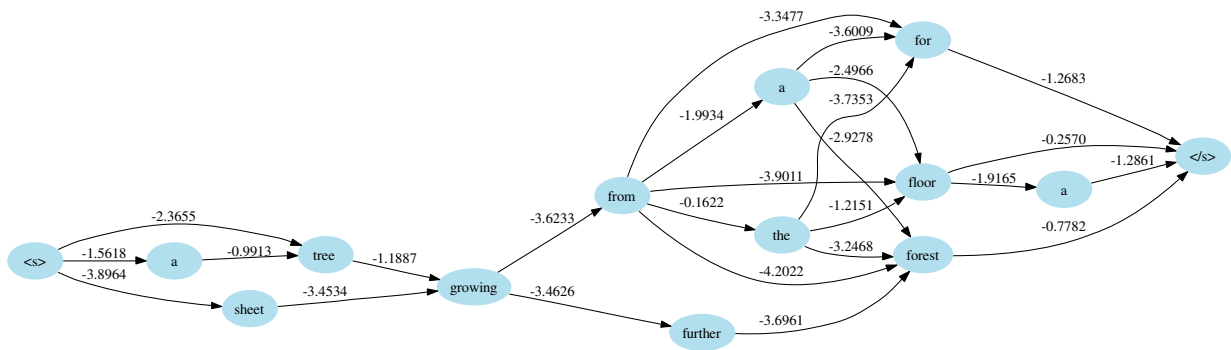 -3.3477
for
-3.6009
-2.4966
-1.2683
a
-3.7353
-1.9934
-2.9278
-0.2570
</s>
-1.2861
-3.9011
floor
-1.9165
a
from
-0.1622
-1.2151
-3.6233
the
-2.3655
-3.2468
-0.7782
<s>
-1.5618
a
-0.9913
tree
-1.1887
forest
-3.8964
-4.2022
growing
-3.4534
-3.4626
sheet
further
-3.6961